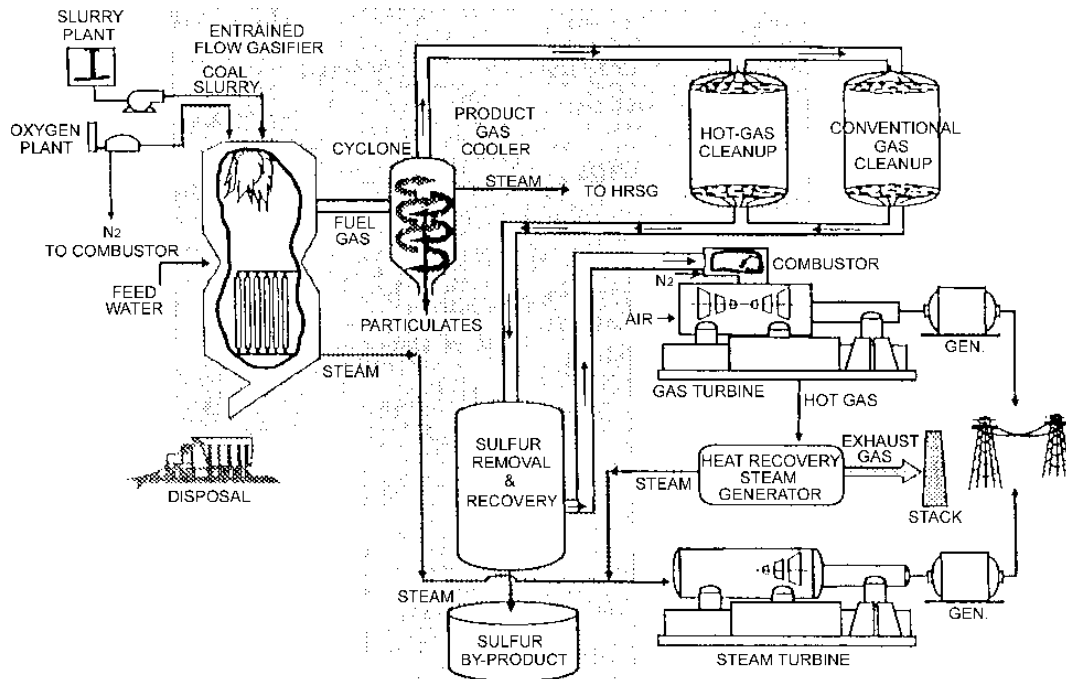 SLURRY
PLANT
ENTRAINED
FLOW GASIFIER
COAL
SLURRY
OXYGEN
PLANT
N2
TO COMBUSTOR
FEED
WATER
CYCLONE
PRODUCT
GAS
COOLER
STEAM
TO HRSG
FUEL
GAS
PARTICULATES
HOT-GAS
CLEANUP
CONVENTIONAL
GAS
CLEANUP
COMBUSTOR
N2
AIR
GEN.
GAS TURBINE
HOT GAS
STEAM
DISPOSAL
SULFUR
REMOVAL
&
RECOVERY
STEAM
HEAT RECOVERY
STEAM
GENERATOR
EXHAUST
GAS
STACK
STEAM
GEN.
SULFUR
BY-PRODUCT
STEAM TURBINE